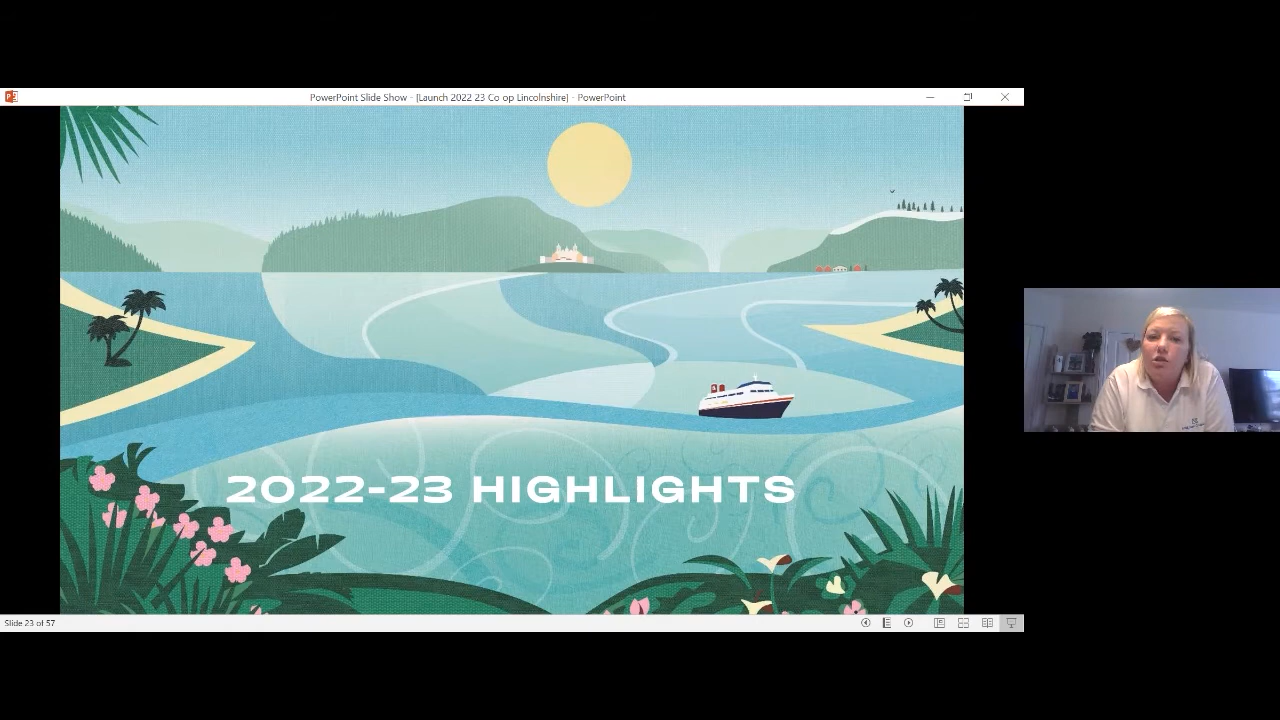 PowerPoint Slide Show - [Launch 2022 23 Co op Lincolnshire] - PowerPoint
2022-23 HIGHLIGHTS
Slide 23 of 57